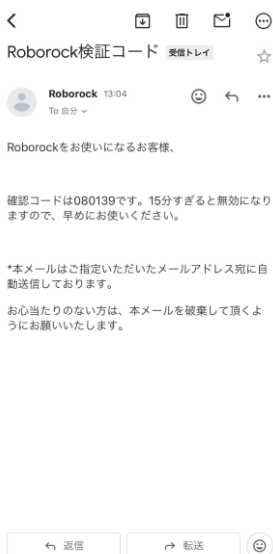 Roborock検証コード 受信トレイ
Roborock 13:04
To 自分
Roborockをお使いになるお客様、
確認コードは080139です。15分すぎると無効になり
ますので、早めにお使いください。
*本メールはご指定いただいたメールアドレス宛に自
動送信しております。
お心当たりのない方は、本メールを破棄して頂くよ
うにお願いいたします。
返信 転送